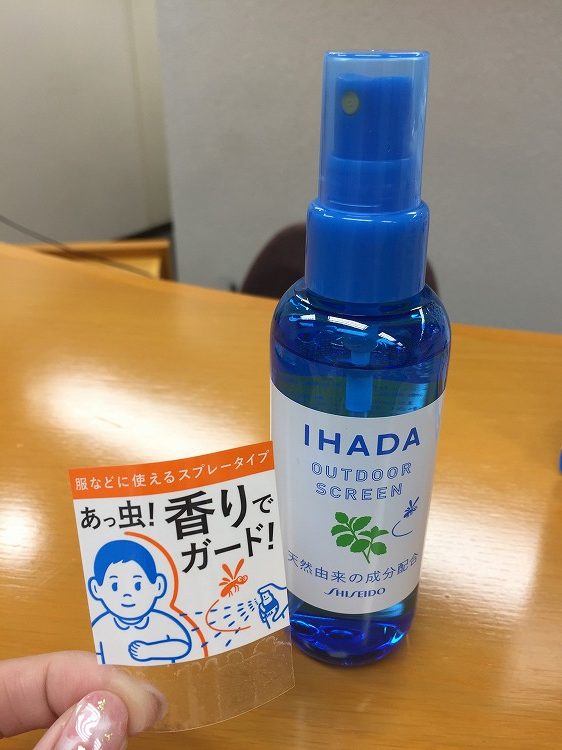 服などに使えるスプレータイプ
あっ虫!香りで
ガード!
IHADA
OUTDOOR
SCREEN
天然由来の成分配合
SHISEIDO